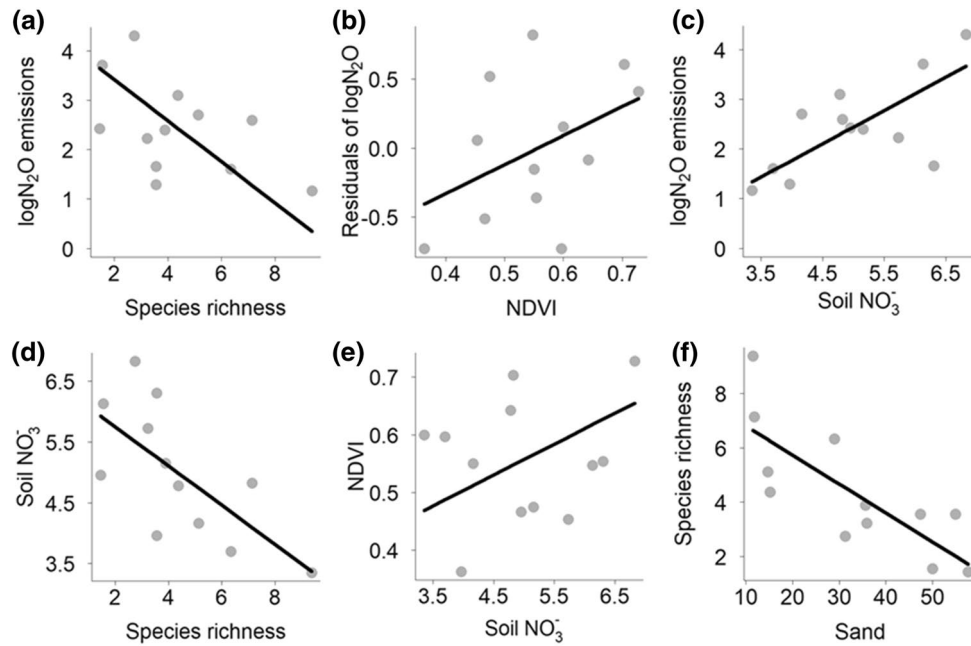 (a)
logN₂O emissions
4
3
2
1
0
2 4 6 8
Species richness
(b)
Residuals of logN₂O
0.5
0.0
-0.5
0.4 0.5 0.6 0.7
NDVI
(c)
logN₂O emissions
4
3
2
1
0
3.5 4.5 5.5 6.5
Soil NO₃⁻
(d)
Soil NO₃⁻
6.5
5.5
4.5
3.5
2 4 6 8
Species richness
(e)
NDVI
0.7
0.6
0.5
0.4
3.5 4.5 5.5 6.5
Soil NO₃⁻
(f)
Species richness
8
6
4
2
10 20 30 40 50
Sand